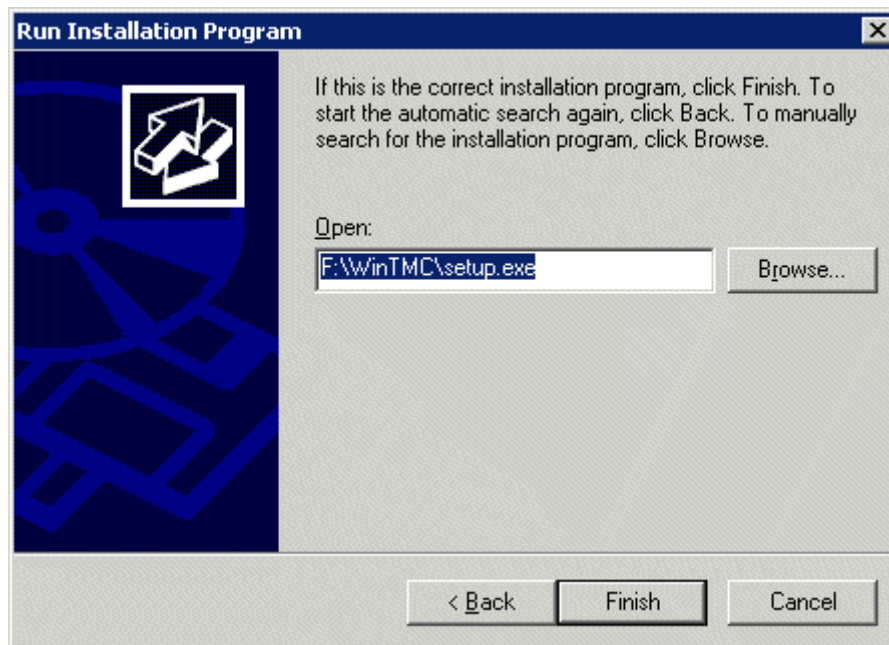 Run Installation Program
If this is the correct installation program, click Finish. To
start the automatic search again, click Back. To manually
search for the installation program, click Browse.
Open:
F:\WinTMC\setup.exe
Browse...
< Back
Finish
Cancel